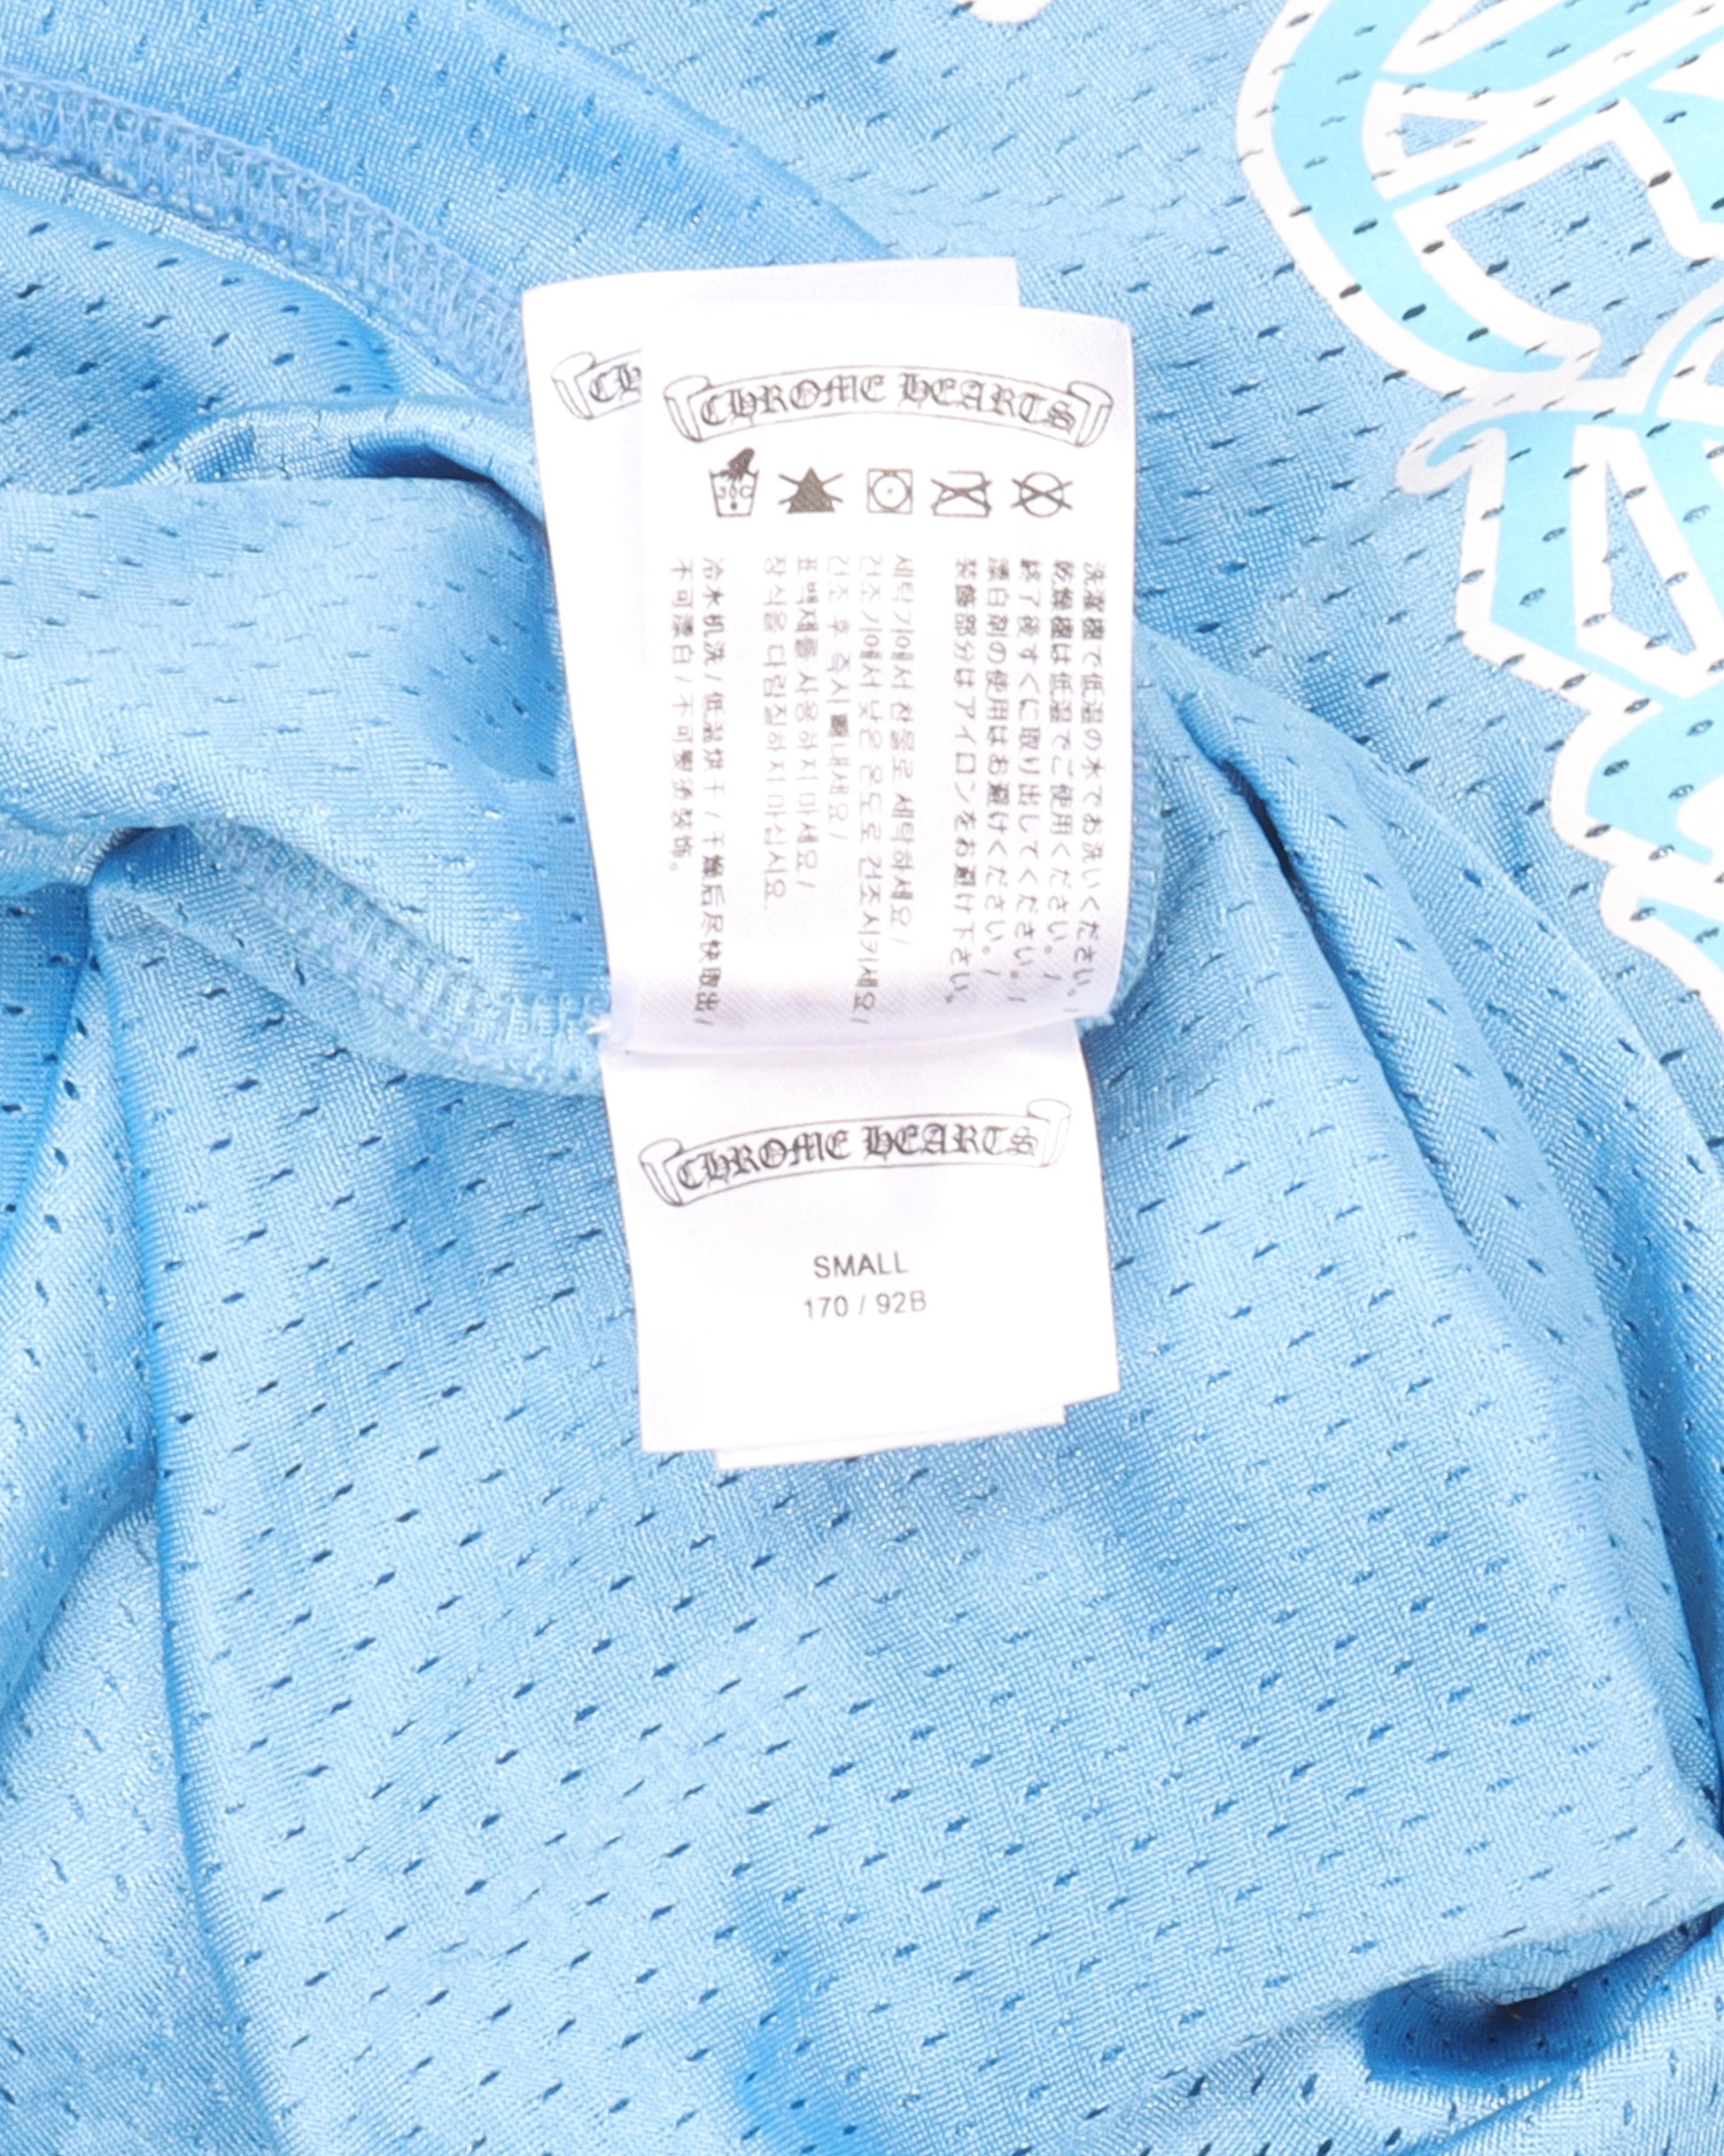 CH
CHROME HEARTS
30C
洗濯機で低温の水でお洗いください。/
乾燥機は低温でご使用ください。/
終了後すぐに取り出してください。/
漂白剤の使用はお避けください。/
装飾部分はアイロンをお避け下さい。
세탁기에서 찬물로 세탁하세요/
건조기에서 낮은 온도로 건조시키세요/
건조 후 즉시 빼내세요/
표백제를 사용하지 마세요/
장식을 다림질하지 마십시요.
冷水机洗/低温烘干/干燥后尽快取出/
不可漂白/不可熨烫装饰。
CHROME HEARTS
SMALL
170 / 92B